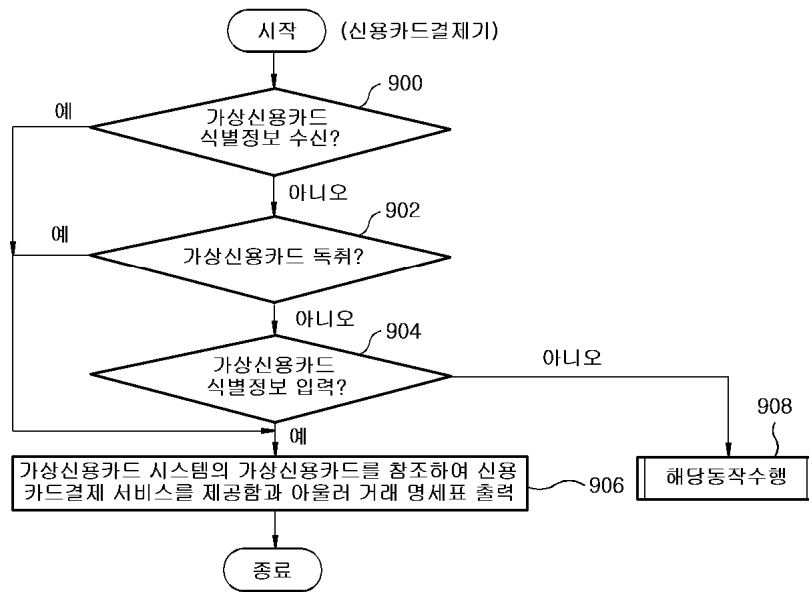 시작 (신용카드결제기)
900
예
가상신용카드
식별정보 수신?
아니오
902
예
가상신용카드 독취?
아니오
904
가상신용카드
식별정보 입력?
아니오
예
908
가상신용카드 시스템의 가상신용카드를 참조하여 신용
카드결제 서비스를 제공함과 아울러 거래 명세표 출력
906
해당동작수행
종료